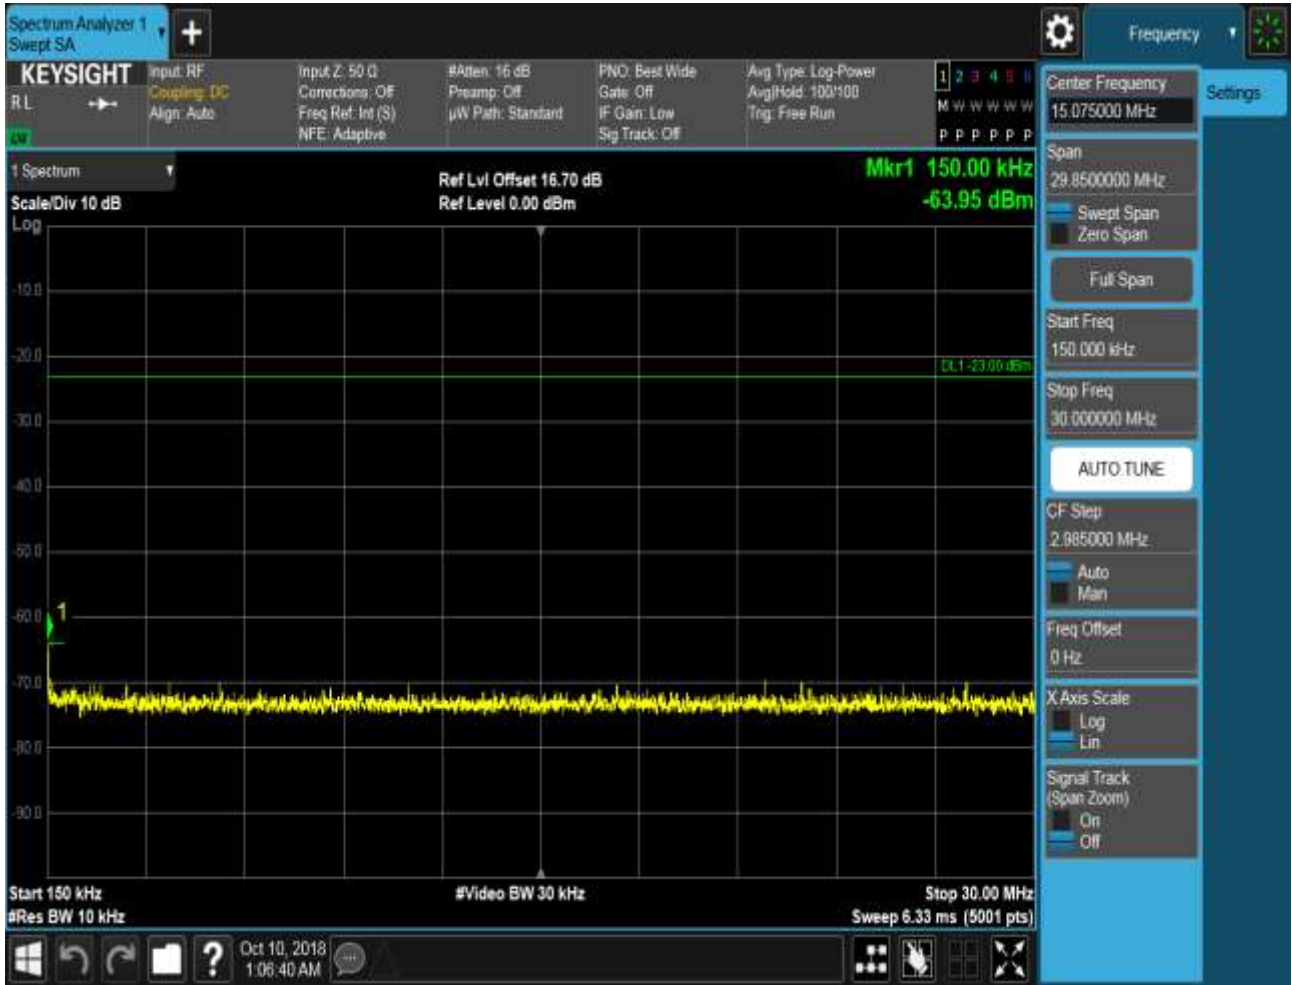 Spectrum Analyzer 1
Swept SA
+
Frequency
KEYSIGHT
R L
LW
Input: RF
Coupling: DC
Align: Auto
Input Z: 50 Ω
Corrections: Off
Freq Ref: Int (S)
NFE: Adaptive
#Atten: 16 dB
Preamp: Off
µW Path: Standard
PNO: Best Wide
Gate: Off
IF Gain: Low
Sig Track: Off
Avg Type: Log-Power
Avg|Hold: 100/100
Trig: Free Run
1 2 3 4 5 6
M W W W W W
P P P P P P
1 Spectrum
Scale/Div 10 dB
Log
Ref Lvl Offset 16.70 dB
Ref Level 0.00 dBm
Mkr1 150.00 kHz
-63.95 dBm
-10.0
-20.0
DL1 -23.00 dBm
-30.0
-40.0
-50.0
-60.0
1
-70.0
-80.0
-90.0
Start 150 kHz
#Video BW 30 kHz
Stop 30.00 MHz
#Res BW 10 kHz
Sweep 6.33 ms (5001 pts)
?
Oct 10, 2018
1:06:40 AM
Center Frequency
15.075000 MHz
Settings
Span
29.8500000 MHz
Swept Span
Zero Span
Full Span
Start Freq
150.000 kHz
Stop Freq
30.000000 MHz
AUTO TUNE
CF Step
2.985000 MHz
Auto
Man
Freq Offset
0 Hz
X Axis Scale
Log
Lin
Signal Track
(Span Zoom)
On
Off